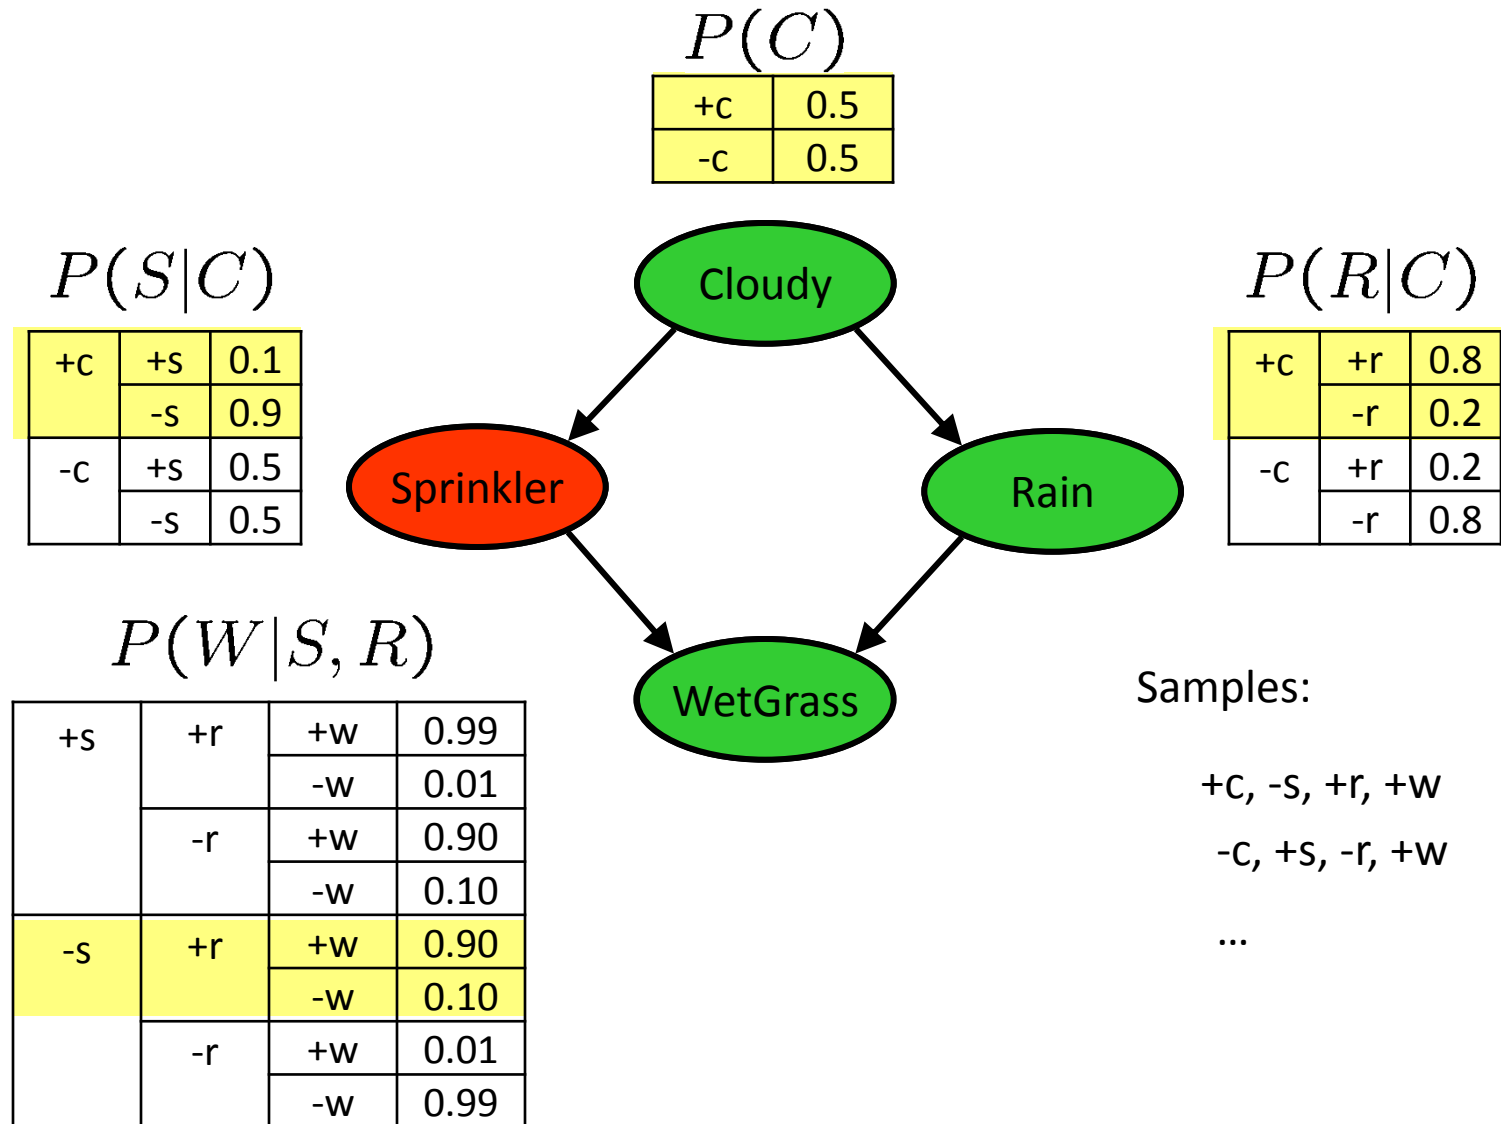 P(C)
+c 0.5
-c 0.5
Cloudy
P(S|C)
+c +s 0.1
-s 0.9
-c +s 0.5
-s 0.5
P(R|C)
+c +r 0.8
-r 0.2
-c +r 0.2
-r 0.8
Sprinkler
Rain
WetGrass
P(W|S, R)
+s +r +w 0.99
-w 0.01
-r +w 0.90
-w 0.10
-s +r +w 0.90
-w 0.10
-r +w 0.01
-w 0.99
Samples:
+c, -s, +r, +w
-c, +s, -r, +w
...